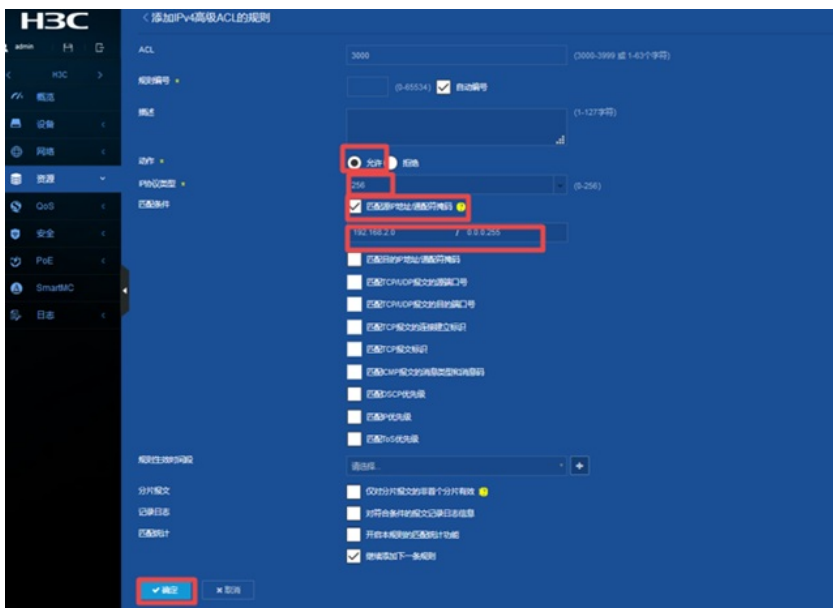 H3C
< 添加IPv4高级ACL的规则
admin
< H3C >
ACL
3000
(3000-3999 或 1-63个字符)
规则编号 *
(0-65534) 自动编号
概览
描述
(1-127字符)
设备
网络
动作 *
允许 拒绝
资源
IP协议类型 *
256
(0-256)
QoS
匹配条件
匹配源IP地址/通配符掩码 ?
安全
192.168.2.0 / 0.0.0.255
PoE
匹配目的IP地址/通配符掩码
SmartMC
匹配TCP/UDP报文的源端口号
日志
匹配TCP/UDP报文的目的端口号
匹配TCP报文的连接建立标识
匹配TCP报文标识
匹配ICMP报文的消息类型和消息码
匹配DSCP优先级
匹配IP优先级
匹配ToS优先级
规则生效时间段
请选择...
+
分片报文
仅对分片报文的非首个分片有效 ?
记录日志
对符合条件的报文记录日志信息
匹配统计
开启本规则的匹配统计功能
继续添加下一条规则
确定
取消